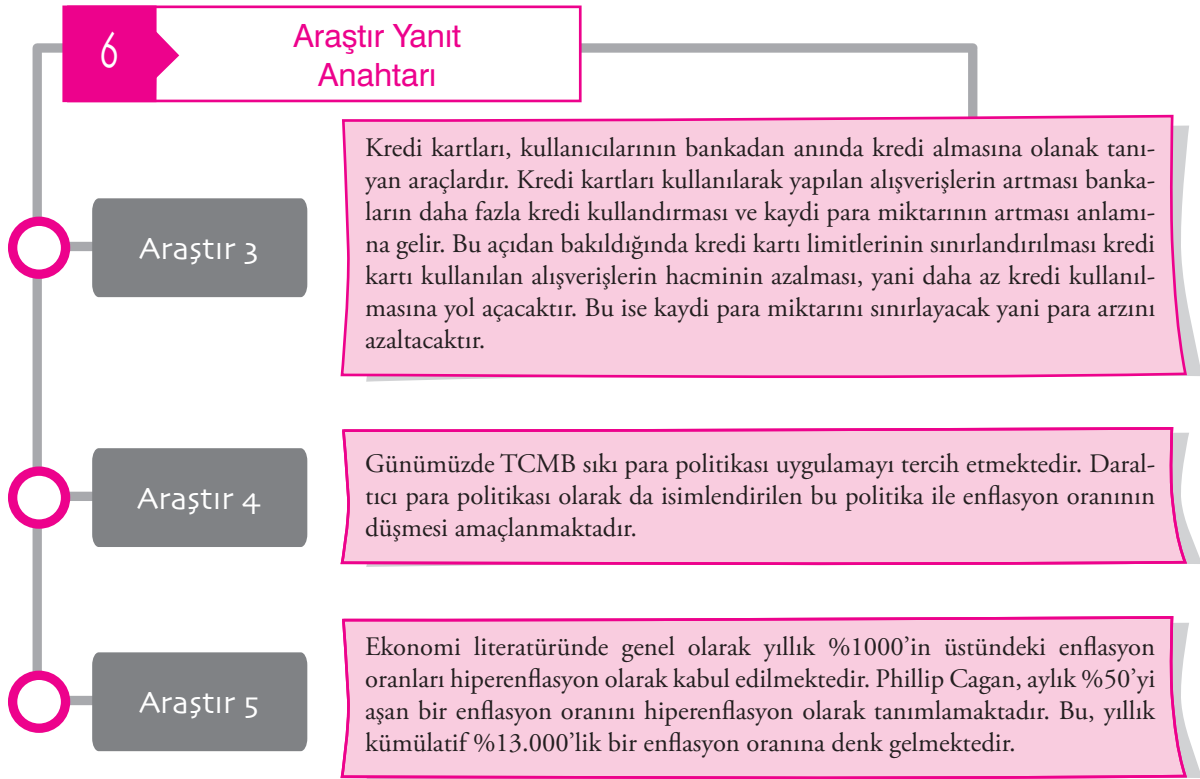 6
Araştır Yanıt
Anahtarı
Araştır 3
Kredi kartları, kullanıcılarının bankadan anında kredi almasına olanak tanı-
yan araçlardır. Kredi kartları kullanılarak yapılan alışverişlerin artması banka-
ların daha fazla kredi kullandırması ve kaydi para miktarının artması anlamı-
na gelir. Bu açıdan bakıldığında kredi kartı limitlerinin sınırlandırılması kredi
kartı kullanılan alışverişlerin hacminin azalması, yani daha az kredi kullanıl-
masına yol açacaktır. Bu ise kaydi para miktarını sınırlayacak yani para arzını
azaltacaktır.
Araştır 4
Günümüzde TCMB sıkı para politikası uygulamayı tercih etmektedir. Daral-
tıcı para politikası olarak da isimlendirilen bu politika ile enflasyon oranının
düşmesi amaçlanmaktadır.
Araştır 5
Ekonomi literatüründe genel olarak yıllık %1000’in üstündeki enflasyon
oranları hiperenflasyon olarak kabul edilmektedir. Phillip Cagan, aylık %50’yi
aşan bir enflasyon oranını hiperenflasyon olarak tanımlamaktadır. Bu, yıllık
kümülatif %13.000’lik bir enflasyon oranına denk gelmektedir.